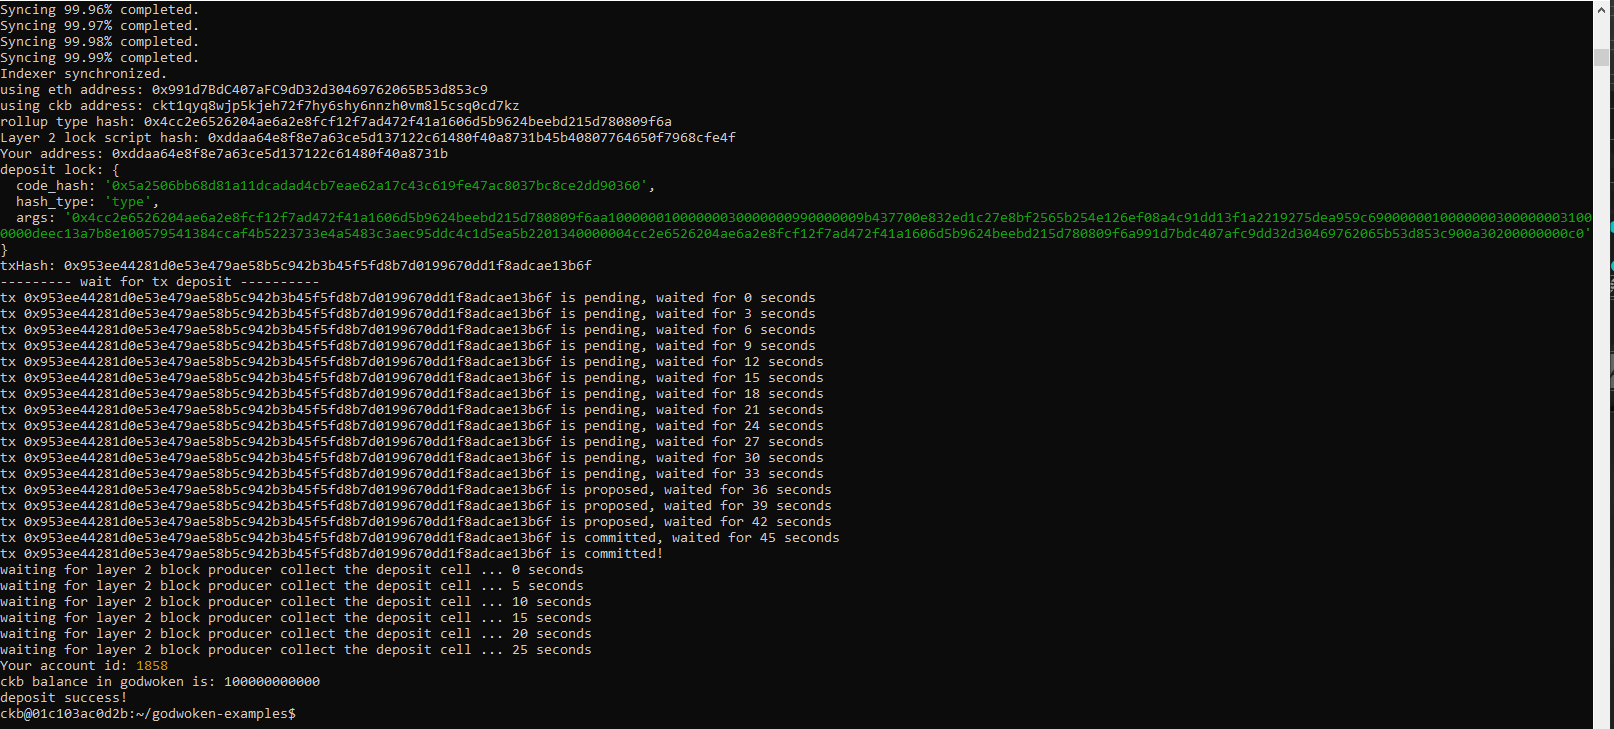 Syncing 99.96% completed.
Syncing 99.97% completed.
Syncing 99.98% completed.
Syncing 99.99% completed.
Indexer synchronized.
using eth address: 0x991d7BdC407aFC9dD32d30469762065B53d853c9
using ckb address: ckt1qyq8wjp5kjeh72f7hy6shy6nnzh0vm8l5csq0cd7kz
rollup type hash: 0x4cc2e6526204ae6a2e8fcf12f7ad472f41a1606d5b9624beebd215d780809f6a
Layer 2 lock script hash: 0xddaa64e8f8e7a63ce5d137122c61480f40a8731b45b40807764650f7968cfe4f
Your address: 0xddaa64e8f8e7a63ce5d137122c61480f40a8731b
deposit lock: {
  code_hash: '0x5a2506bb68d81a11dcadad4cb7eae62a17c43c619fe47ac8037bc8ce2dd90360',
  hash_type: 'type',
  args: '0x4cc2e6526204ae6a2e8fcf12f7ad472f41a1606d5b9624beebd215d780809f6aa10000001000000030000000990000009b437700e832ed1c27e8bf2565b254e126ef08a4c91dd13f1a2219275dea959c690000000100000003000000031000000deec13a7b8e100579541384ccaf4b5223733e4a5483c3aec95ddc4c1d5ea5b2201340000004cc2e6526204ae6a2e8fcf12f7ad472f41a1606d5b9624beebd215d780809f6a991d7bdc407afc9dd32d30469762065b53d853c900a30200000000c0'
}
txHash: 0x953ee44281d0e53e479ae58b5c942b3b45f5fd8b7d0199670dd1f8adcae13b6f
--------- wait for tx deposit ----------
tx 0x953ee44281d0e53e479ae58b5c942b3b45f5fd8b7d0199670dd1f8adcae13b6f is pending, waited for 0 seconds
tx 0x953ee44281d0e53e479ae58b5c942b3b45f5fd8b7d0199670dd1f8adcae13b6f is pending, waited for 3 seconds
tx 0x953ee44281d0e53e479ae58b5c942b3b45f5fd8b7d0199670dd1f8adcae13b6f is pending, waited for 6 seconds
tx 0x953ee44281d0e53e479ae58b5c942b3b45f5fd8b7d0199670dd1f8adcae13b6f is pending, waited for 9 seconds
tx 0x953ee44281d0e53e479ae58b5c942b3b45f5fd8b7d0199670dd1f8adcae13b6f is pending, waited for 12 seconds
tx 0x953ee44281d0e53e479ae58b5c942b3b45f5fd8b7d0199670dd1f8adcae13b6f is pending, waited for 15 seconds
tx 0x953ee44281d0e53e479ae58b5c942b3b45f5fd8b7d0199670dd1f8adcae13b6f is pending, waited for 18 seconds
tx 0x953ee44281d0e53e479ae58b5c942b3b45f5fd8b7d0199670dd1f8adcae13b6f is pending, waited for 21 seconds
tx 0x953ee44281d0e53e479ae58b5c942b3b45f5fd8b7d0199670dd1f8adcae13b6f is pending, waited for 24 seconds
tx 0x953ee44281d0e53e479ae58b5c942b3b45f5fd8b7d0199670dd1f8adcae13b6f is pending, waited for 27 seconds
tx 0x953ee44281d0e53e479ae58b5c942b3b45f5fd8b7d0199670dd1f8adcae13b6f is pending, waited for 30 seconds
tx 0x953ee44281d0e53e479ae58b5c942b3b45f5fd8b7d0199670dd1f8adcae13b6f is pending, waited for 33 seconds
tx 0x953ee44281d0e53e479ae58b5c942b3b45f5fd8b7d0199670dd1f8adcae13b6f is proposed, waited for 36 seconds
tx 0x953ee44281d0e53e479ae58b5c942b3b45f5fd8b7d0199670dd1f8adcae13b6f is proposed, waited for 39 seconds
tx 0x953ee44281d0e53e479ae58b5c942b3b45f5fd8b7d0199670dd1f8adcae13b6f is proposed, waited for 42 seconds
tx 0x953ee44281d0e53e479ae58b5c942b3b45f5fd8b7d0199670dd1f8adcae13b6f is committed, waited for 45 seconds
tx 0x953ee44281d0e53e479ae58b5c942b3b45f5fd8b7d0199670dd1f8adcae13b6f is committed!
waiting for layer 2 block producer collect the deposit cell ... 0 seconds
waiting for layer 2 block producer collect the deposit cell ... 5 seconds
waiting for layer 2 block producer collect the deposit cell ... 10 seconds
waiting for layer 2 block producer collect the deposit cell ... 15 seconds
waiting for layer 2 block producer collect the deposit cell ... 20 seconds
waiting for layer 2 block producer collect the deposit cell ... 25 seconds
Your account id: 1858
ckb balance in godwoken is: 100000000000
deposit success!
ckb@01c103ac0d2b:~/godwoken-examples$